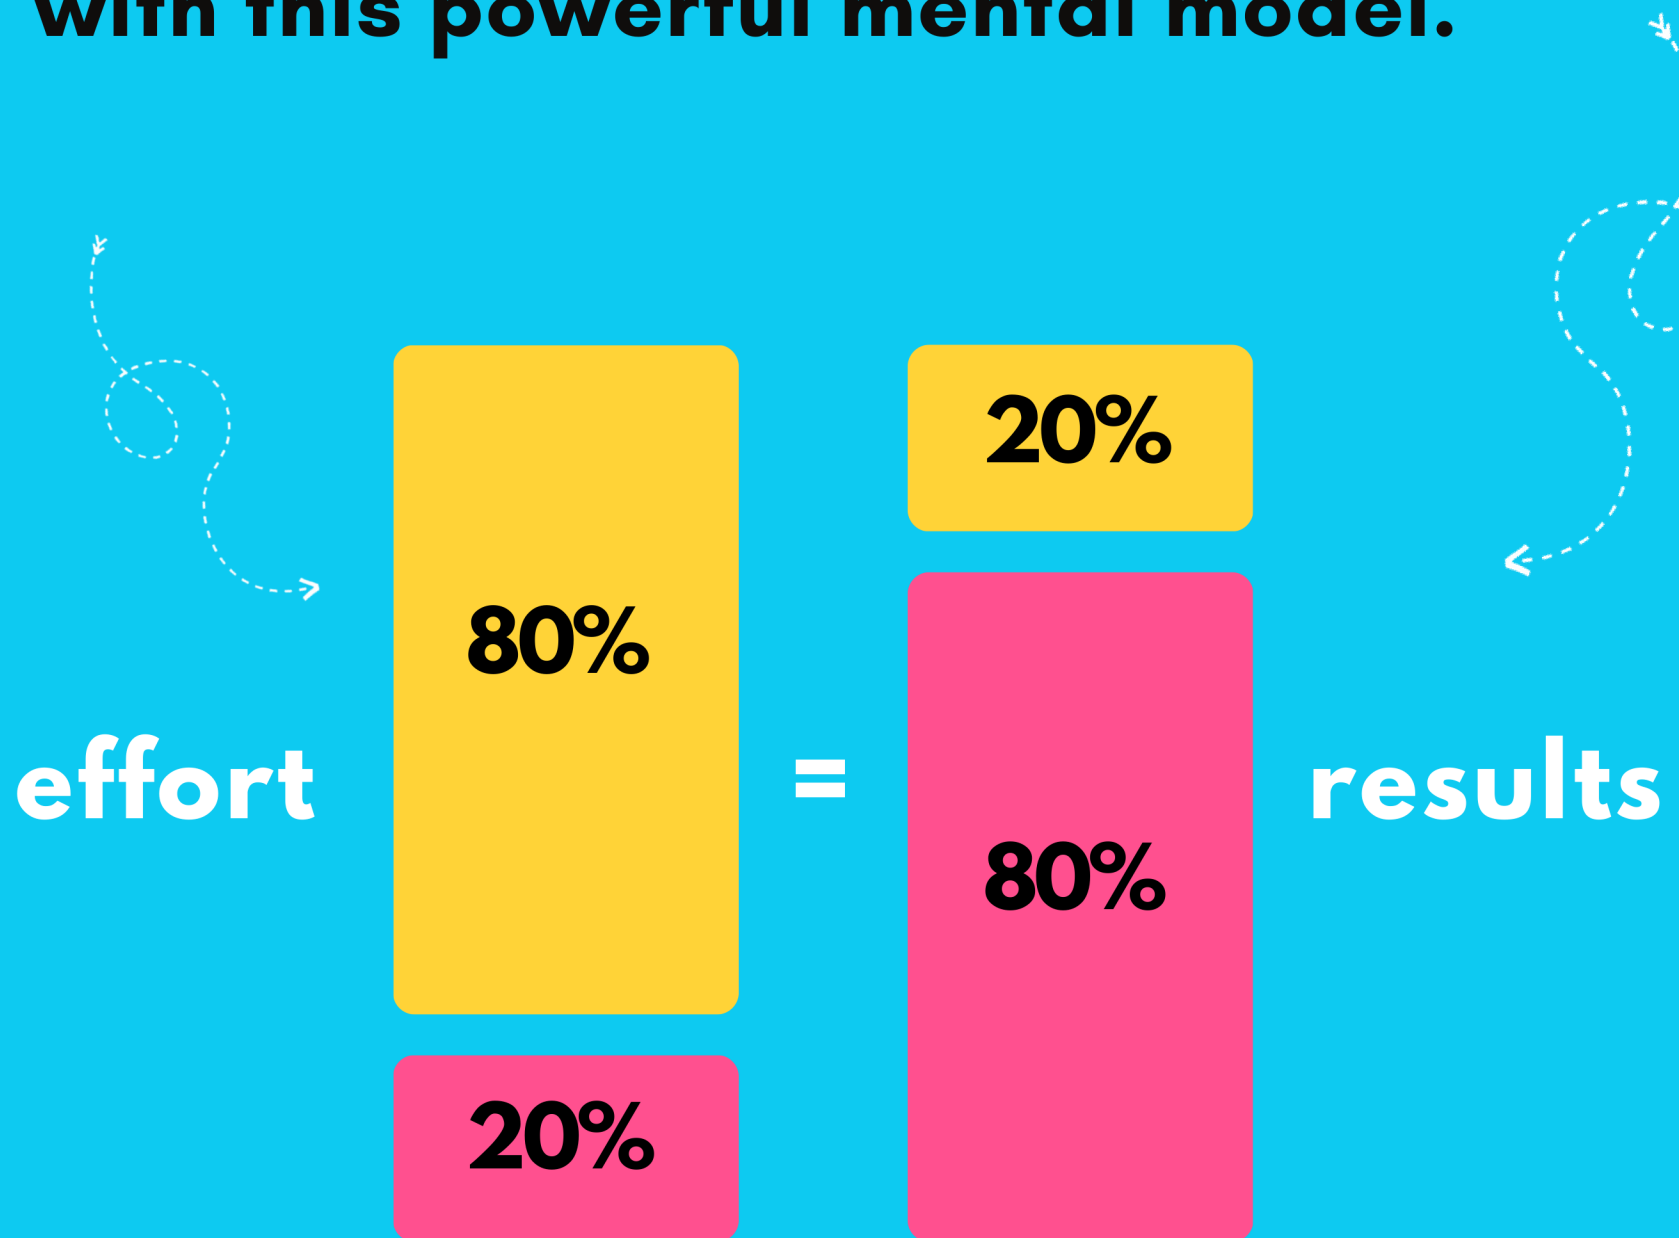 with this powerful mental model.
20%
80%
effort
=
results
80%
20%